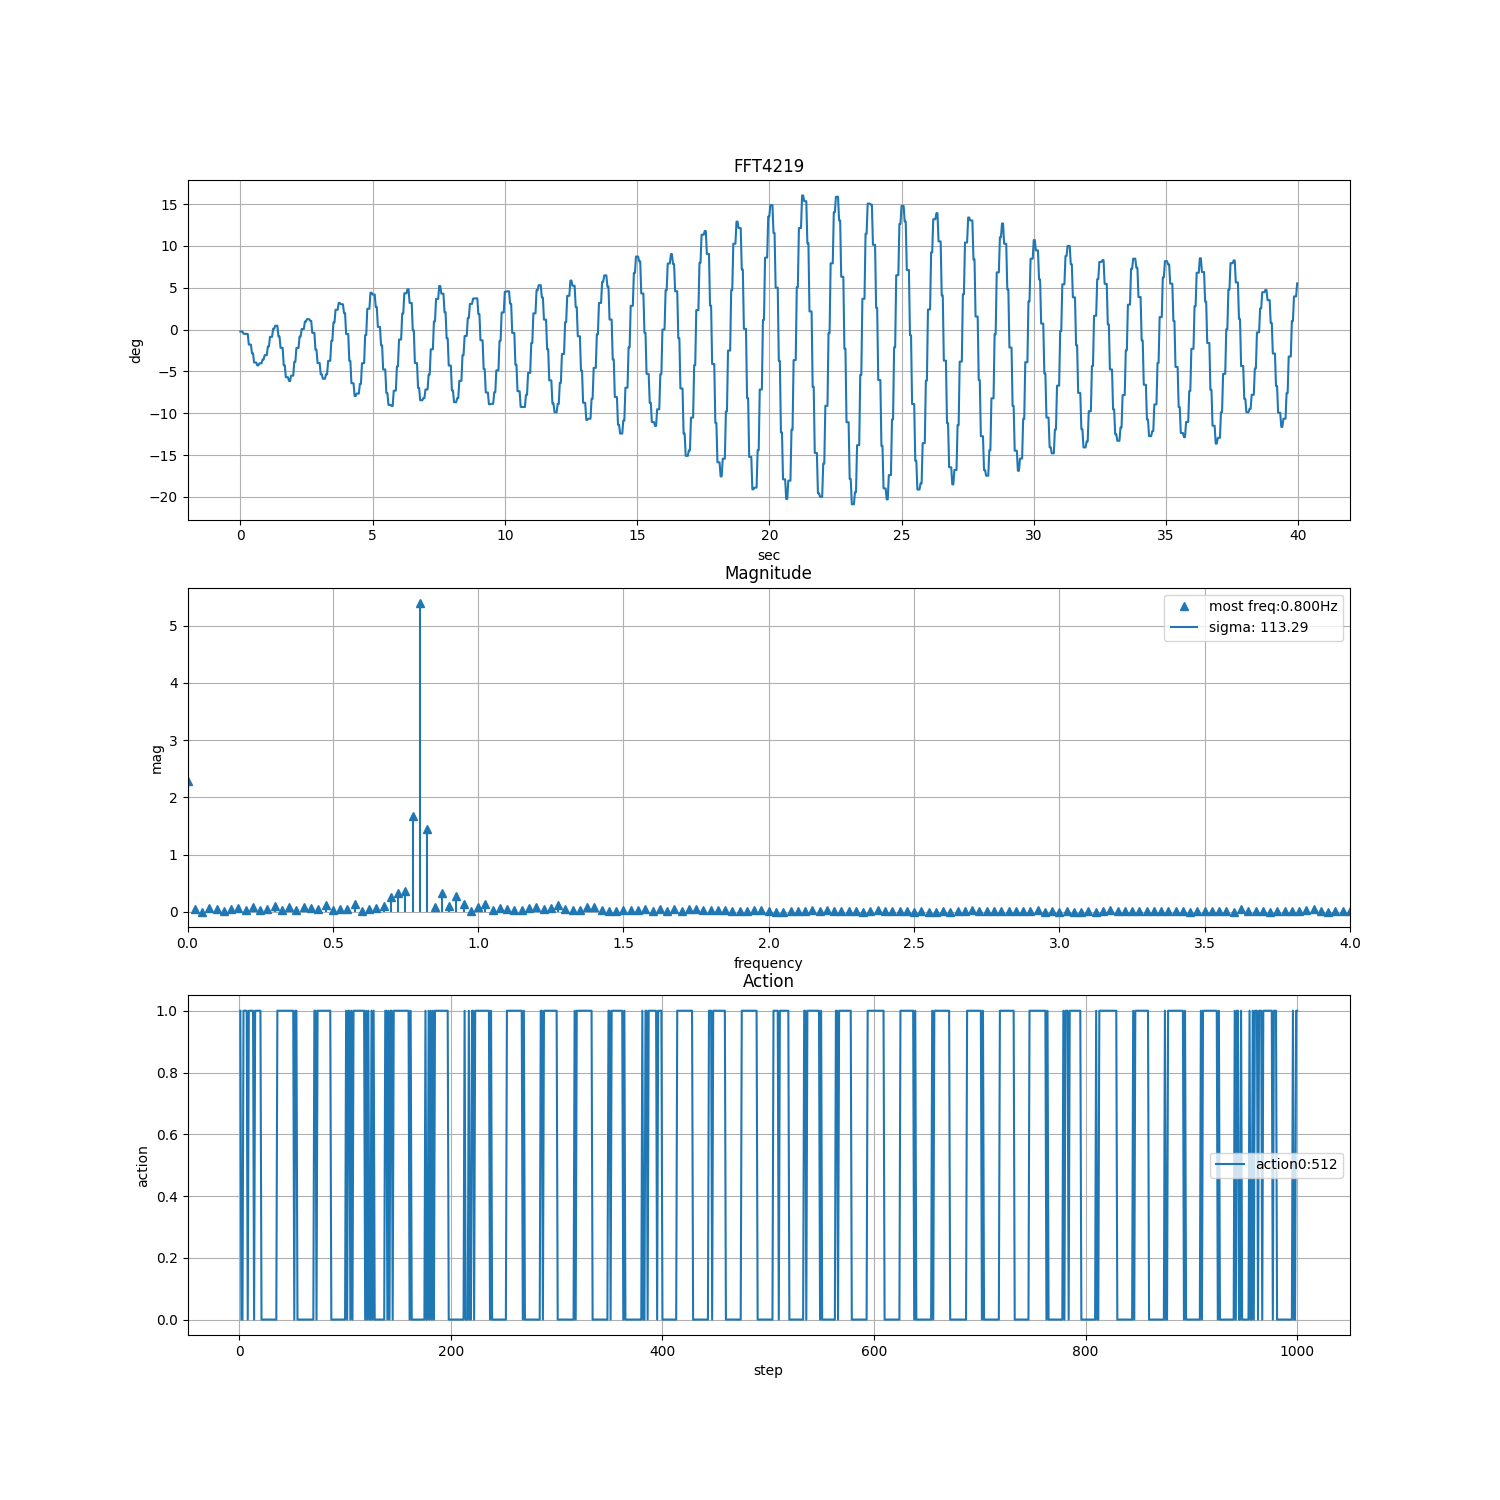 FFT4219
15
10
5
0
−5
−10
−15
−20
deg
0 5 10 15 20 25 30 35 40
sec
Magnitude
most freq:0.800Hz
sigma: 113.29
5
4
3
2
1
0
mag
0.0 0.5 1.0 1.5 2.0 2.5 3.0 3.5 4.0
frequency
Action
1.0
0.8
0.6
0.4
0.2
0.0
action
action0:512
0 200 400 600 800 1000
step